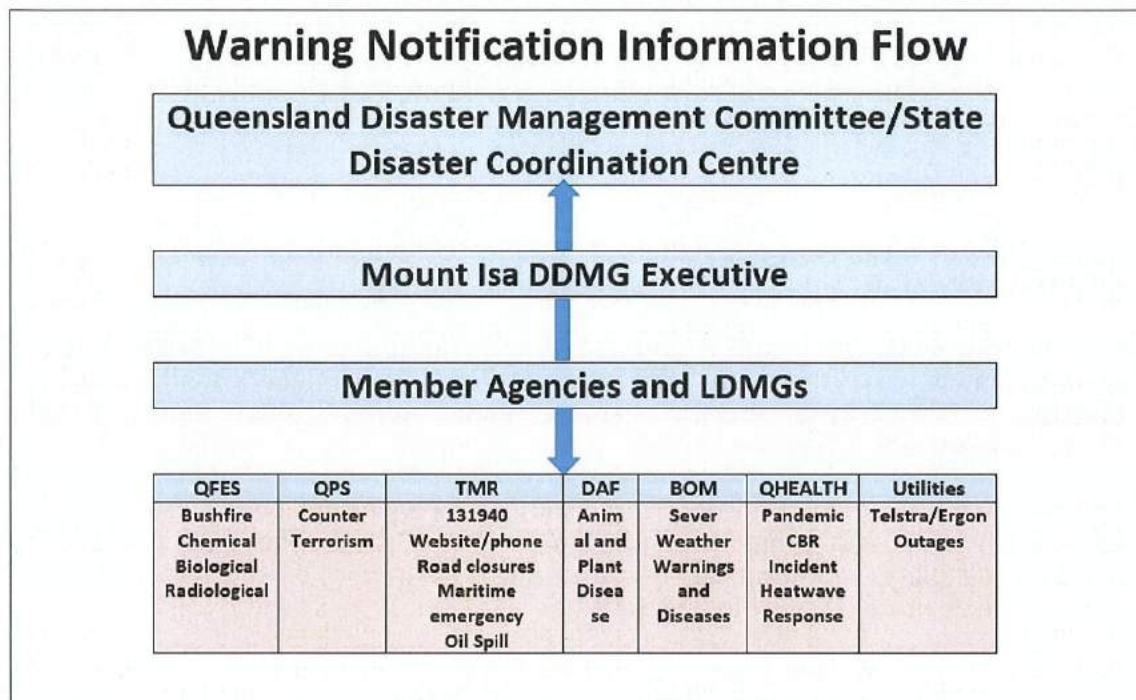 Warning Notification Information Flow
Queensland Disaster Management Committee/State
Disaster Coordination Centre
Mount Isa DDMG Executive
Member Agencies and LDMGs
QFES
Bushfire
Chemical
Biological
Radiological
QPS
Counter
Terrorism
TMR
131940
Website/phone
Road closures
Maritime
emergency
Oil Spill
DAF
Anim
al and
Plant
Disea
se
BOM
Sever
Weather
Warnings
and
Diseases
QHEALTH
Pandemic
CBR
Incident
Heatwave
Response
Utilities
Telstra/Ergon
Outages